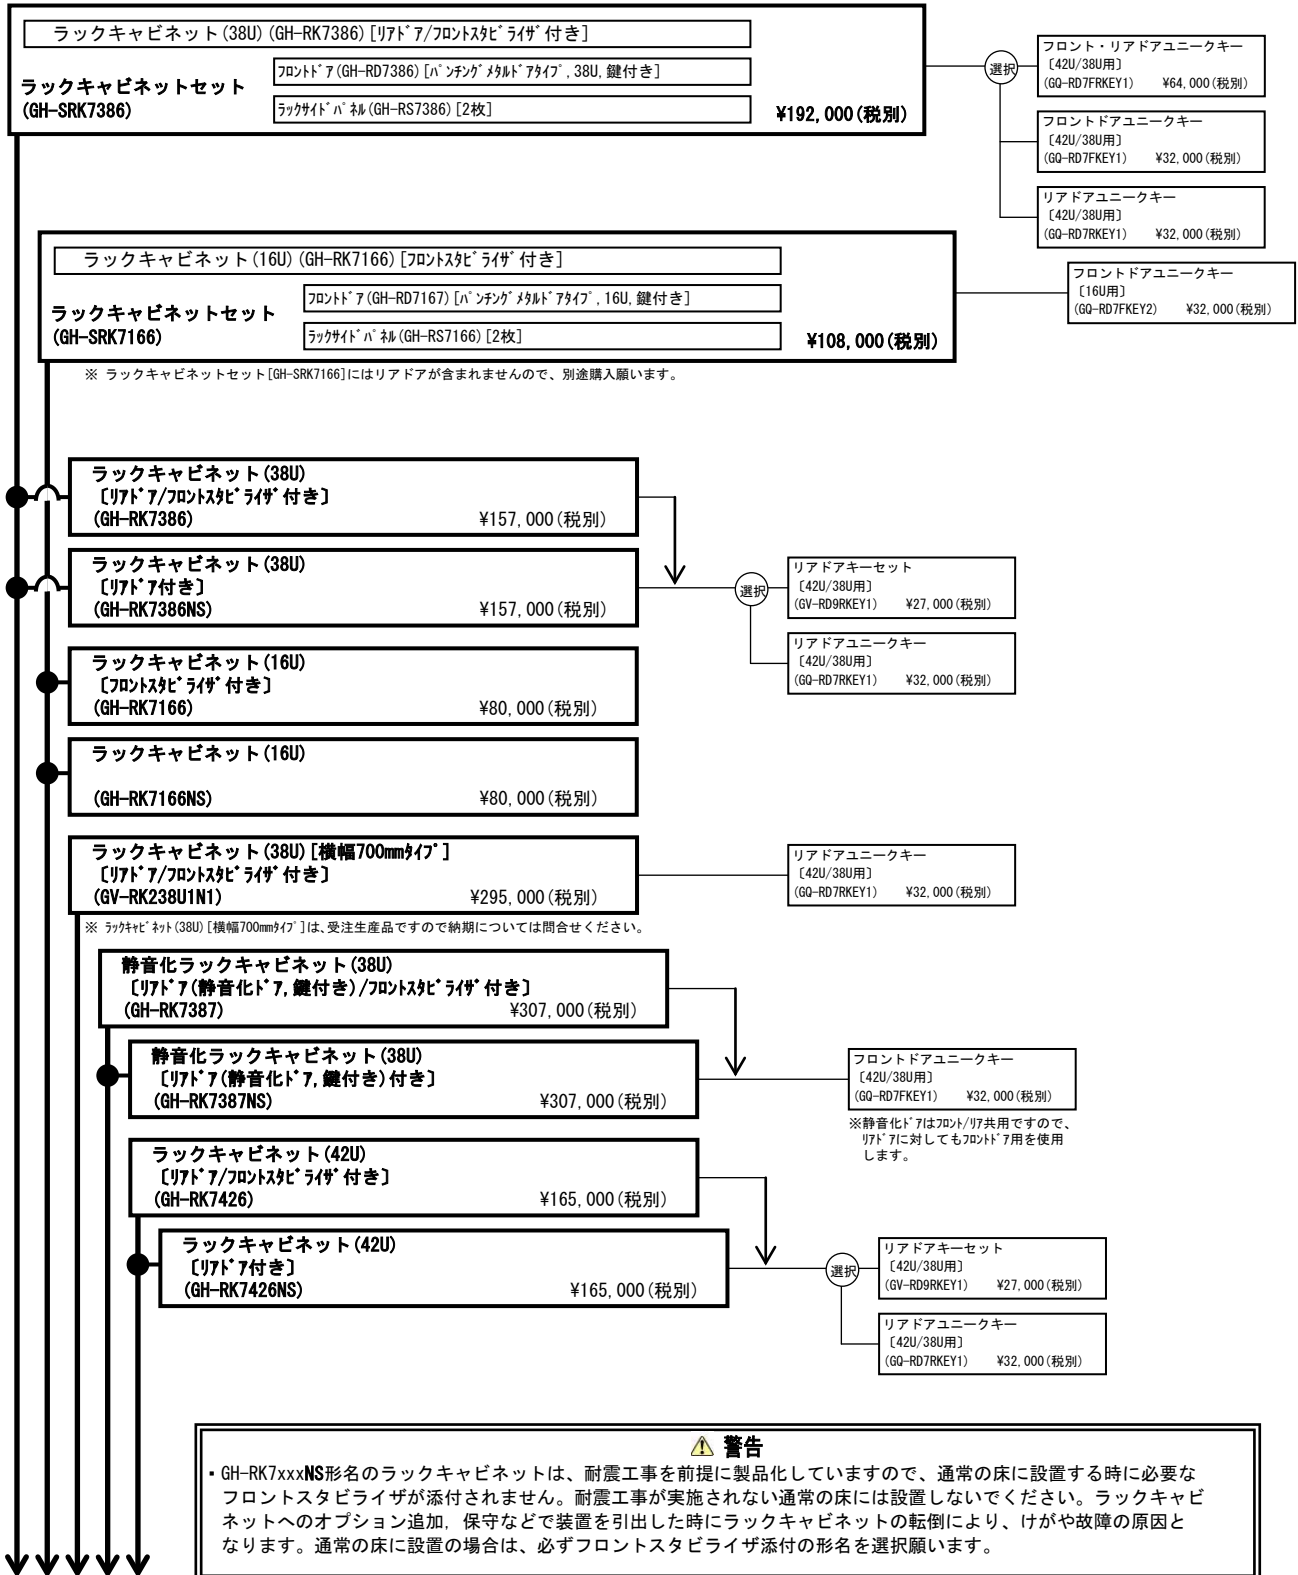 ラックキャビネット(38U)(GH-RK7386)[ﾘｱﾄﾞｱ/ﾌﾛﾝﾄｽﾀﾋﾞﾗｲｻﾞ付き]
ラックキャビネットセット
(GH-SRK7386)
ﾌﾛﾝﾄﾄﾞｱ(GH-RD7386)[ﾊﾟﾝﾁﾝｸﾞﾒﾀﾙﾄﾞｱﾀｲﾌﾟ,38U,鍵付き]
ﾗｯｸｻｲﾄﾞﾊﾟﾈﾙ(GH-RS7386)[2枚]
¥192,000(税別)
選択
フロント・リアドアユニークキー
〔42U/38U用〕
(GQ-RD7FRKEY1) ¥64,000(税別)
フロントドアユニークキー
〔42U/38U用〕
(GQ-RD7FKEY1) ¥32,000(税別)
リアドアユニークキー
〔42U/38U用〕
(GQ-RD7RKEY1) ¥32,000(税別)
ラックキャビネット(16U)(GH-RK7166)[ﾌﾛﾝﾄｽﾀﾋﾞﾗｲｻﾞ付き]
ラックキャビネットセット
(GH-SRK7166)
ﾌﾛﾝﾄﾄﾞｱ(GH-RD7167)[ﾊﾟﾝﾁﾝｸﾞﾒﾀﾙﾄﾞｱﾀｲﾌﾟ,16U,鍵付き]
ﾗｯｸｻｲﾄﾞﾊﾟﾈﾙ(GH-RS7166)[2枚]
¥108,000(税別)
フロントドアユニークキー
〔16U用〕
(GQ-RD7FKEY2) ¥32,000(税別)
※ ラックキャビネットセット[GH-SRK7166]にはリアドアが含まれませんので、別途購入願います。
ラックキャビネット(38U)
〔ﾘｱﾄﾞｱ/ﾌﾛﾝﾄｽﾀﾋﾞﾗｲｻﾞ付き〕
(GH-RK7386) ¥157,000(税別)
ラックキャビネット(38U)
〔ﾘｱﾄﾞｱ付き〕
(GH-RK7386NS) ¥157,000(税別)
選択
リアドアキーセット
〔42U/38U用〕
(GV-RD9RKEY1) ¥27,000(税別)
リアドアユニークキー
〔42U/38U用〕
(GQ-RD7RKEY1) ¥32,000(税別)
ラックキャビネット(16U)
〔ﾌﾛﾝﾄｽﾀﾋﾞﾗｲｻﾞ付き〕
(GH-RK7166) ¥80,000(税別)
ラックキャビネット(16U)
(GH-RK7166NS) ¥80,000(税別)
ラックキャビネット(38U)[横幅700mmﾀｲﾌﾟ]
〔ﾘｱﾄﾞｱ/ﾌﾛﾝﾄｽﾀﾋﾞﾗｲｻﾞ付き〕
(GV-RK238U1N1) ¥295,000(税別)
リアドアユニークキー
〔42U/38U用〕
(GQ-RD7RKEY1) ¥32,000(税別)
※ ﾗｯｸｷｬﾋﾞﾈｯﾄ(38U)[横幅700mmﾀｲﾌﾟ]は、受注生産品ですので納期については問合せください。
静音化ラックキャビネット(38U)
〔ﾘｱﾄﾞｱ(静音化ﾄﾞｱ,鍵付き)/ﾌﾛﾝﾄｽﾀﾋﾞﾗｲｻﾞ付き〕
(GH-RK7387) ¥307,000(税別)
静音化ラックキャビネット(38U)
〔ﾘｱﾄﾞｱ(静音化ﾄﾞｱ,鍵付き)付き〕
(GH-RK7387NS) ¥307,000(税別)
フロントドアユニークキー
〔42U/38U用〕
(GQ-RD7FKEY1) ¥32,000(税別)
※静音化ﾄﾞｱはﾌﾛﾝﾄ/ﾘｱ共用ですので、
ﾘｱﾄﾞｱに対してもﾌﾛﾝﾄﾄﾞｱ用を使用
します。
ラックキャビネット(42U)
〔ﾘｱﾄﾞｱ/ﾌﾛﾝﾄｽﾀﾋﾞﾗｲｻﾞ付き〕
(GH-RK7426) ¥165,000(税別)
ラックキャビネット(42U)
〔ﾘｱﾄﾞｱ付き〕
(GH-RK7426NS) ¥165,000(税別)
選択
リアドアキーセット
〔42U/38U用〕
(GV-RD9RKEY1) ¥27,000(税別)
リアドアユニークキー
〔42U/38U用〕
(GQ-RD7RKEY1) ¥32,000(税別)
警告
▪GH-RK7xxxNS形名のラックキャビネットは、耐震工事を前提に製品化していますので、通常の床に設置する時に必要な
フロントスタビライザが添付されません。耐震工事が実施されない通常の床には設置しないでください。ラックキャビ
ネットへのオプション追加, 保守などで装置を引出した時にラックキャビネットの転倒により、けがや故障の原因と
なります。通常の床に設置の場合は、必ずフロントスタビライザ添付の形名を選択願います。